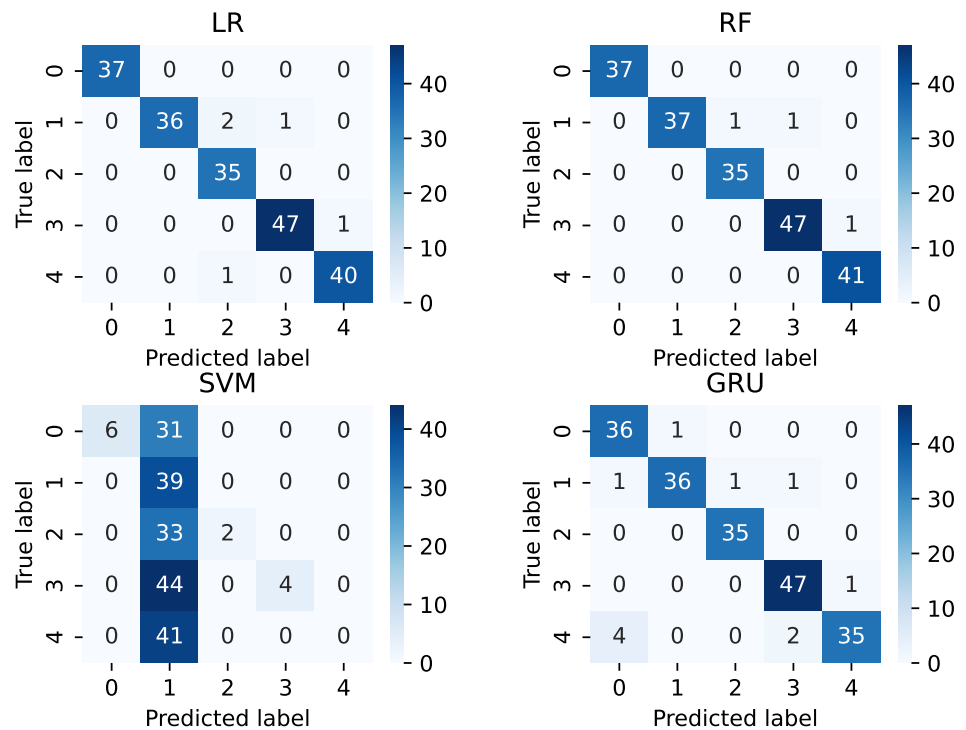 LR
True label
0 37 0 0 0 0
1 0 36 2 1 0
2 0 0 35 0 0
3 0 0 0 47 1
4 0 0 1 0 40
0 1 2 3 4
Predicted label
40
30
20
10
0
RF
True label
0 37 0 0 0 0
1 0 37 1 1 0
2 0 0 35 0 0
3 0 0 0 47 1
4 0 0 0 0 41
0 1 2 3 4
Predicted label
40
30
20
10
0
SVM
True label
0 6 31 0 0 0
1 0 39 0 0 0
2 0 33 2 0 0
3 0 44 0 4 0
4 0 41 0 0 0
0 1 2 3 4
Predicted label
40
30
20
10
0
GRU
True label
0 36 1 0 0 0
1 1 36 1 1 0
2 0 0 35 0 0
3 0 0 0 47 1
4 4 0 0 2 35
0 1 2 3 4
Predicted label
40
30
20
10
0